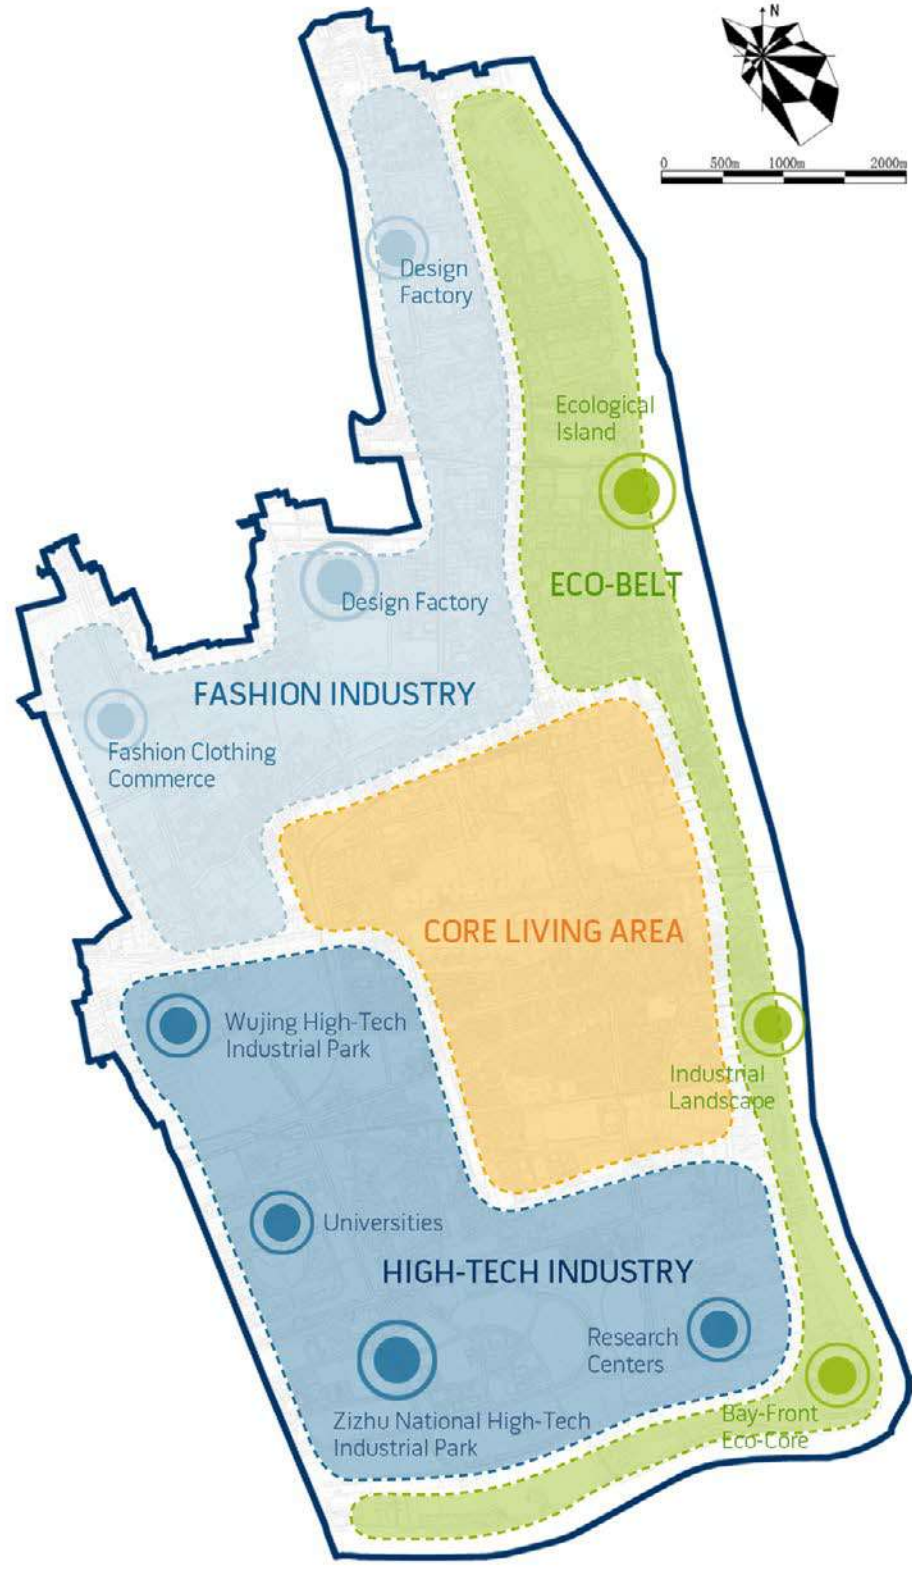 N
0 500m 1000m 2000m
Design
Factory
Ecological
Island
ECO-BELT
Design Factory
FASHION INDUSTRY
Fashion Clothing
Commerce
CORE LIVING AREA
Wujing High-Tech
Industrial Park
Industrial
Landscape
Universities
HIGH-TECH INDUSTRY
Research
Centers
Zizhu National High-Tech
Industrial Park
Bay-Front
Eco-Core